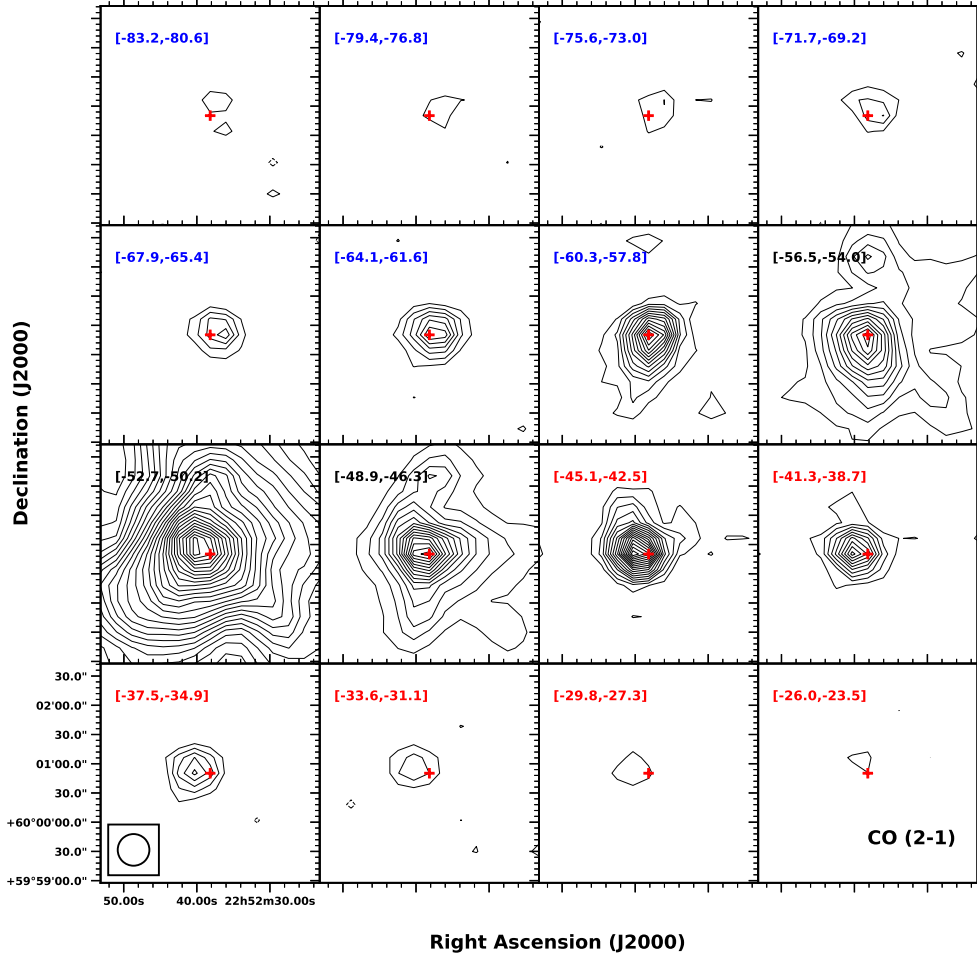 [-83.2,-80.6] [-79.4,-76.8] [-75.6,-73.0] [-71.7,-69.2]
[-67.9,-65.4] [-64.1,-61.6] [-60.3,-57.8] [-56.5,-54.0]
[-52.7,-50.2] [-48.9,-46.3] [-45.1,-42.5] [-41.3,-38.7]
[-37.5,-34.9] [-33.6,-31.1] [-29.8,-27.3] [-26.0,-23.5]
Declination (J2000)
30.0"
02'00.0"
30.0"
01'00.0"
30.0"
+60°00'00.0"
30.0"
+59°59'00.0"
CO (2-1)
50.00s 40.00s 22h52m30.00s
Right Ascension (J2000)